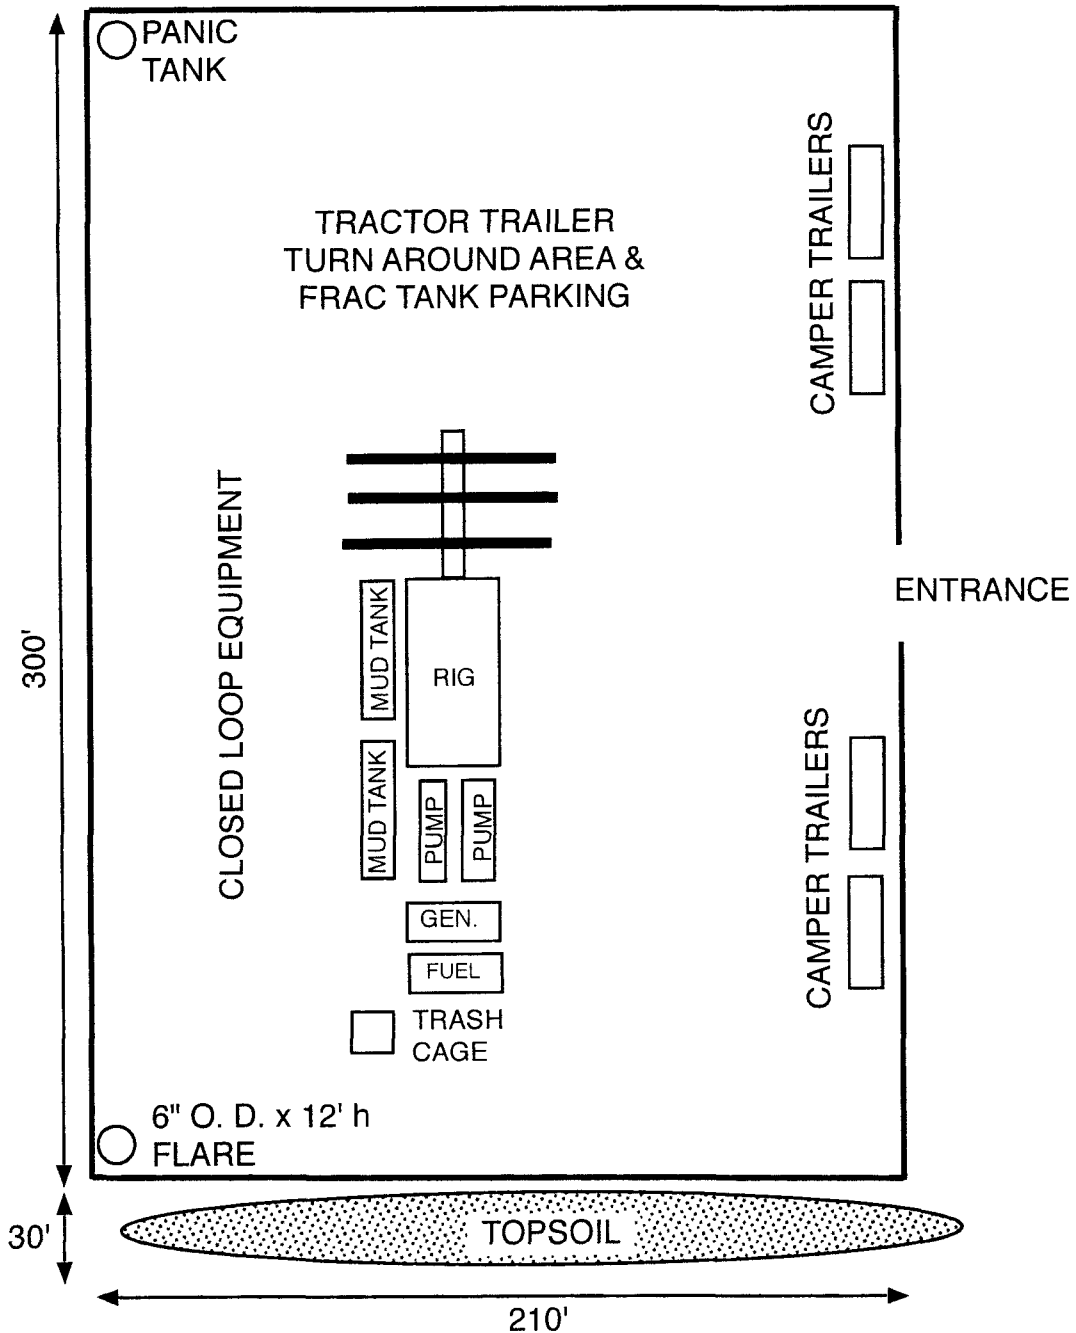 PANIC
TANK
TRACTOR TRAILER
TURN AROUND AREA &
FRAC TANK PARKING
CAMPER TRAILERS
CLOSED LOOP EQUIPMENT
ENTRANCE
300'
MUD TANK
RIG
MUD TANK
PUMP
PUMP
CAMPER TRAILERS
GEN.
FUEL
TRASH
CAGE
6" O. D. x 12' h
FLARE
30'
TOPSOIL
210'